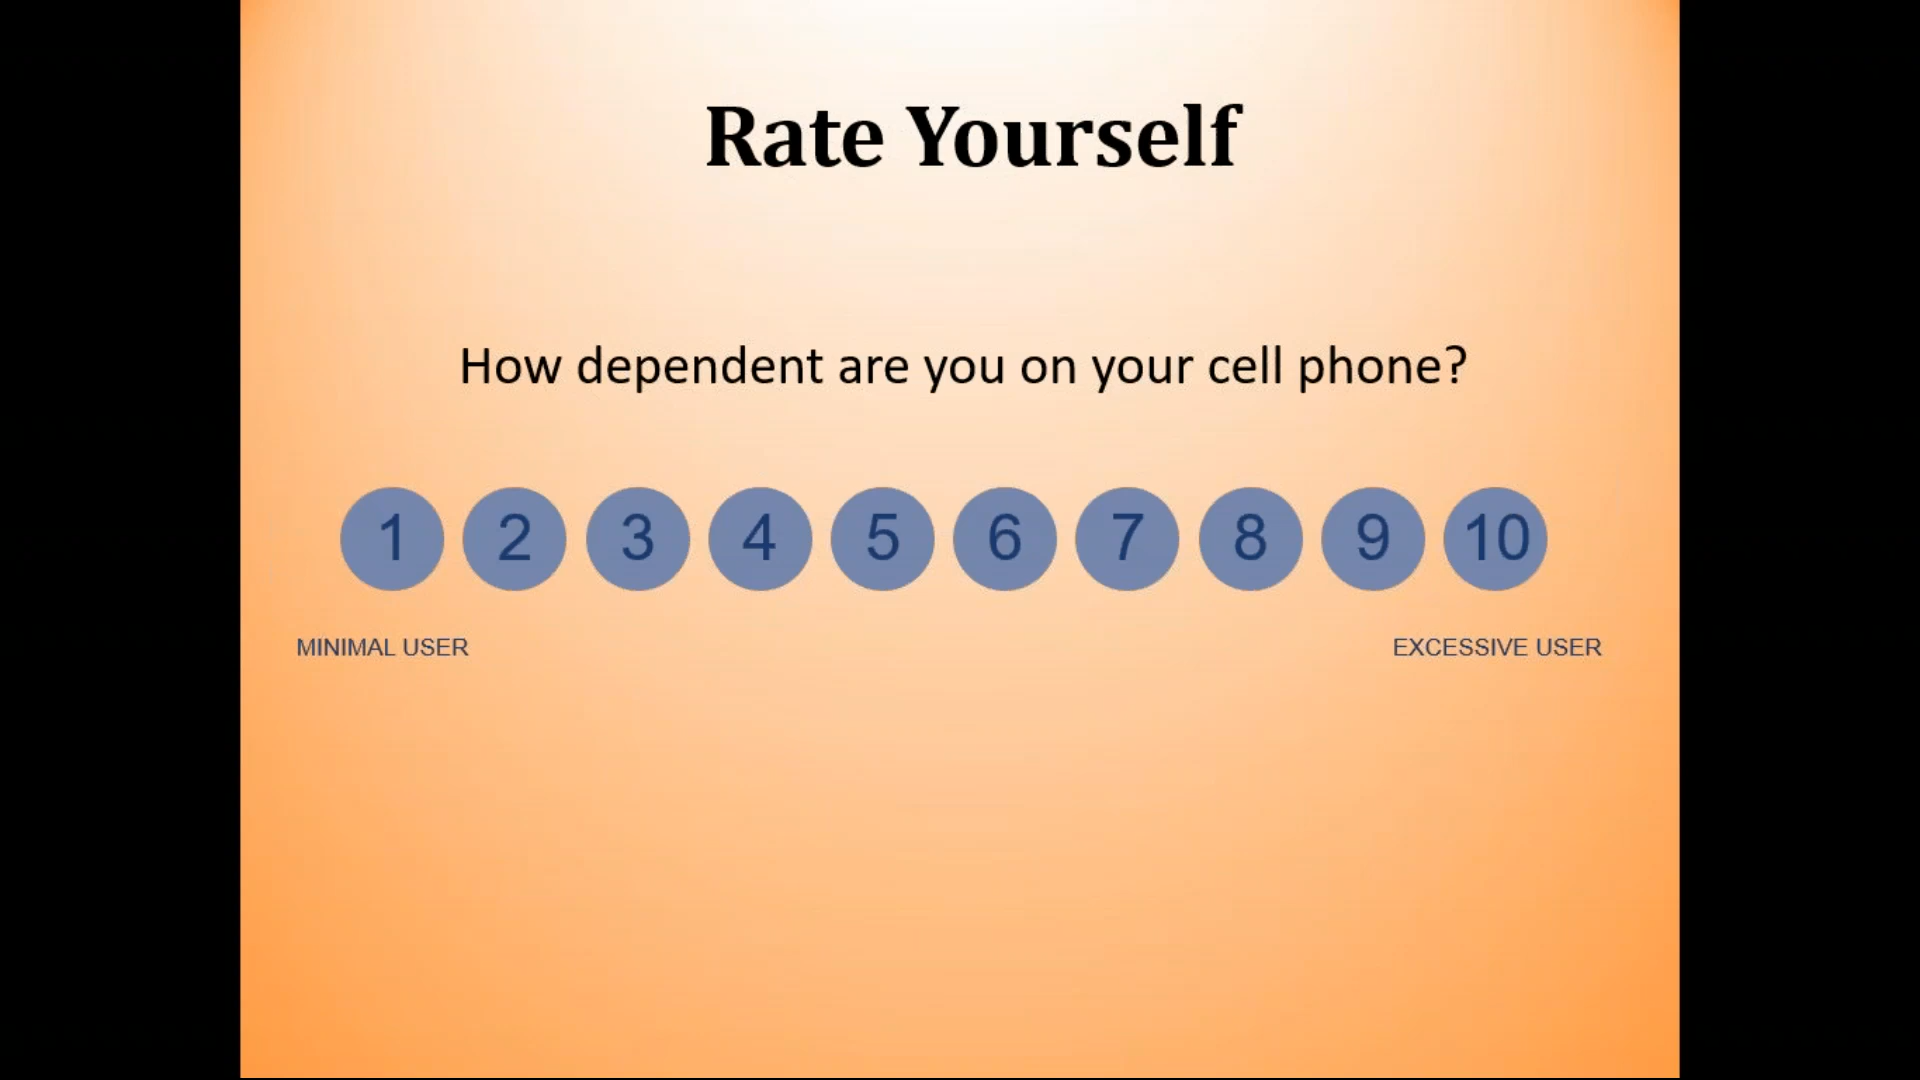 Rate Yourself
How dependent are you on your cell phone?
1 2 3 4 5 6 7 8 9 10
MINIMAL USER EXCESSIVE USER